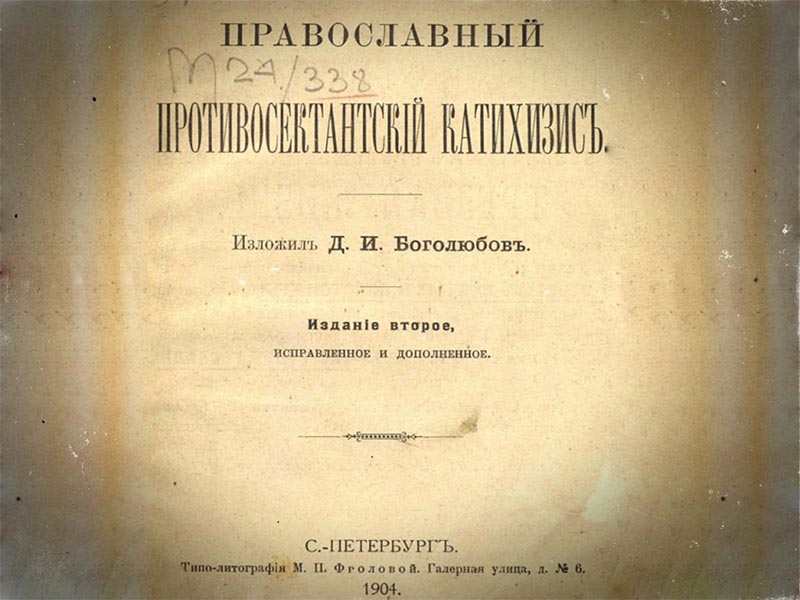 ПРАВОСЛАВНЫЙ
М 24/338
ПРОТИВОСЕКТАНТСКІЙ КАТИХИЗИСЪ.
Изложилъ Д. И. Боголюбовъ.
Изданіе второе,
ИСПРАВЛЕННОЕ И ДОПОЛНЕННОЕ.
С.-ПЕТЕРБУРГЪ.
Типо-литографія М. П. Фроловой. Галерная улица, д. № 6.
1904.